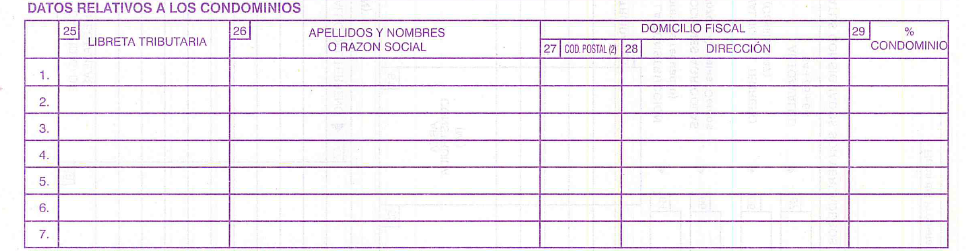 DATOS RELATIVOS A LOS CONDOMINIOS
25 LIBRETA TRIBUTARIA
26 APELLIDOS Y NOMBRES
O RAZON SOCIAL
DOMICILIO FISCAL
27 COD. POSTAL (2)
28 DIRECCIÓN
29 %
CONDOMINIO
1.
2.
3.
4.
5.
6.
7.